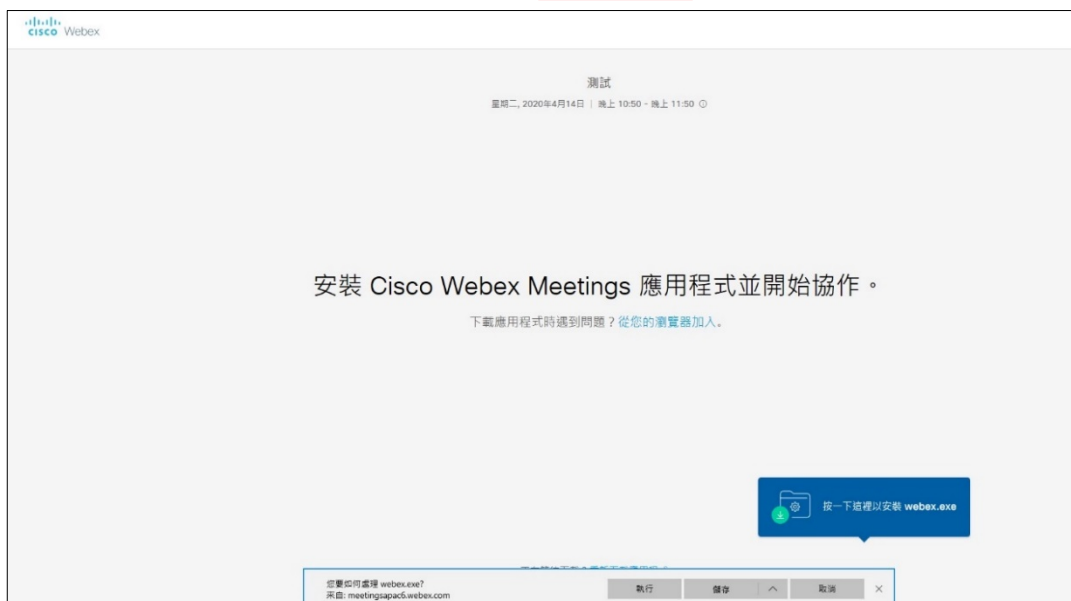 cisco Webex
測試
星期二, 2020年4月14日 | 晚上 10:50 - 晚上 11:50
安裝 Cisco Webex Meetings 應用程式並開始協作。
下載應用程式時遇到問題？從您的瀏覽器加入。
按一下這裡以安裝 webex.exe
您要如何處理 webex.exe?
來自: meetingsapac6.webex.com
執行 儲存 取消